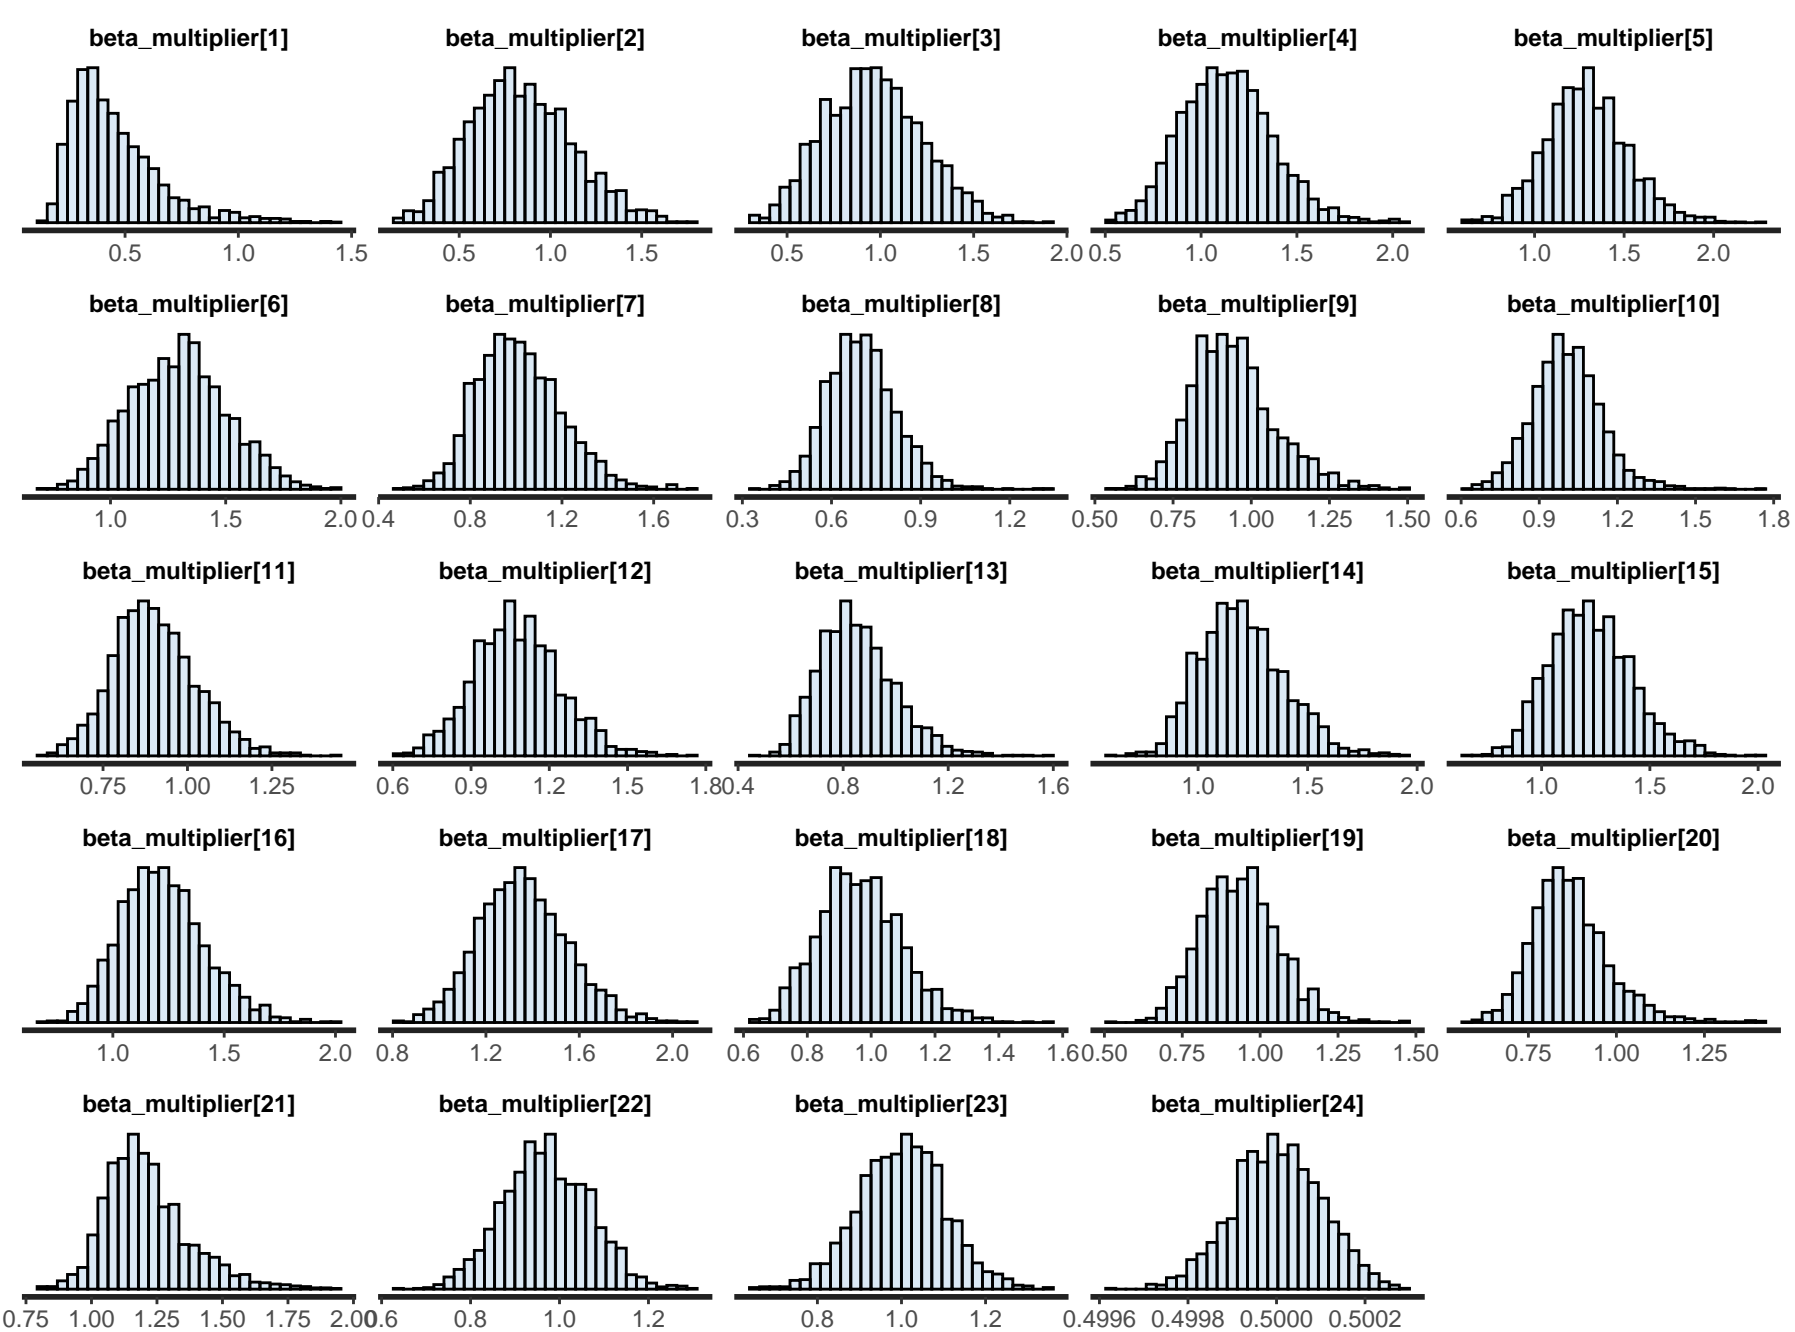 beta_multiplier[1] beta_multiplier[2] beta_multiplier[3] beta_multiplier[4] beta_multiplier[5]
0.5 1.0 1.5 0.5 1.0 1.5 0.5 1.0 1.5 2.0 0.5 1.0 1.5 2.0 1.0 1.5 2.0
beta_multiplier[6] beta_multiplier[7] beta_multiplier[8] beta_multiplier[9] beta_multiplier[10]
1.0 1.5 2.0 0.4 0.8 1.2 1.6 0.3 0.6 0.9 1.2 0.50 0.75 1.00 1.25 1.50 0.6 0.9 1.2 1.5 1.8
beta_multiplier[11] beta_multiplier[12] beta_multiplier[13] beta_multiplier[14] beta_multiplier[15]
0.75 1.00 1.25 0.6 0.9 1.2 1.5 1.8 0.4 0.8 1.2 1.6 1.0 1.5 2.0 1.0 1.5 2.0
beta_multiplier[16] beta_multiplier[17] beta_multiplier[18] beta_multiplier[19] beta_multiplier[20]
1.0 1.5 2.0 0.8 1.2 1.6 2.0 0.6 0.8 1.0 1.2 1.4 1.6 0.50 0.75 1.00 1.25 1.50 0.75 1.00 1.25
beta_multiplier[21] beta_multiplier[22] beta_multiplier[23] beta_multiplier[24]
0.75 1.00 1.25 1.50 1.75 2.00 0.6 0.8 1.0 1.2 0.8 1.0 1.2 0.4996 0.4998 0.5000 0.5002